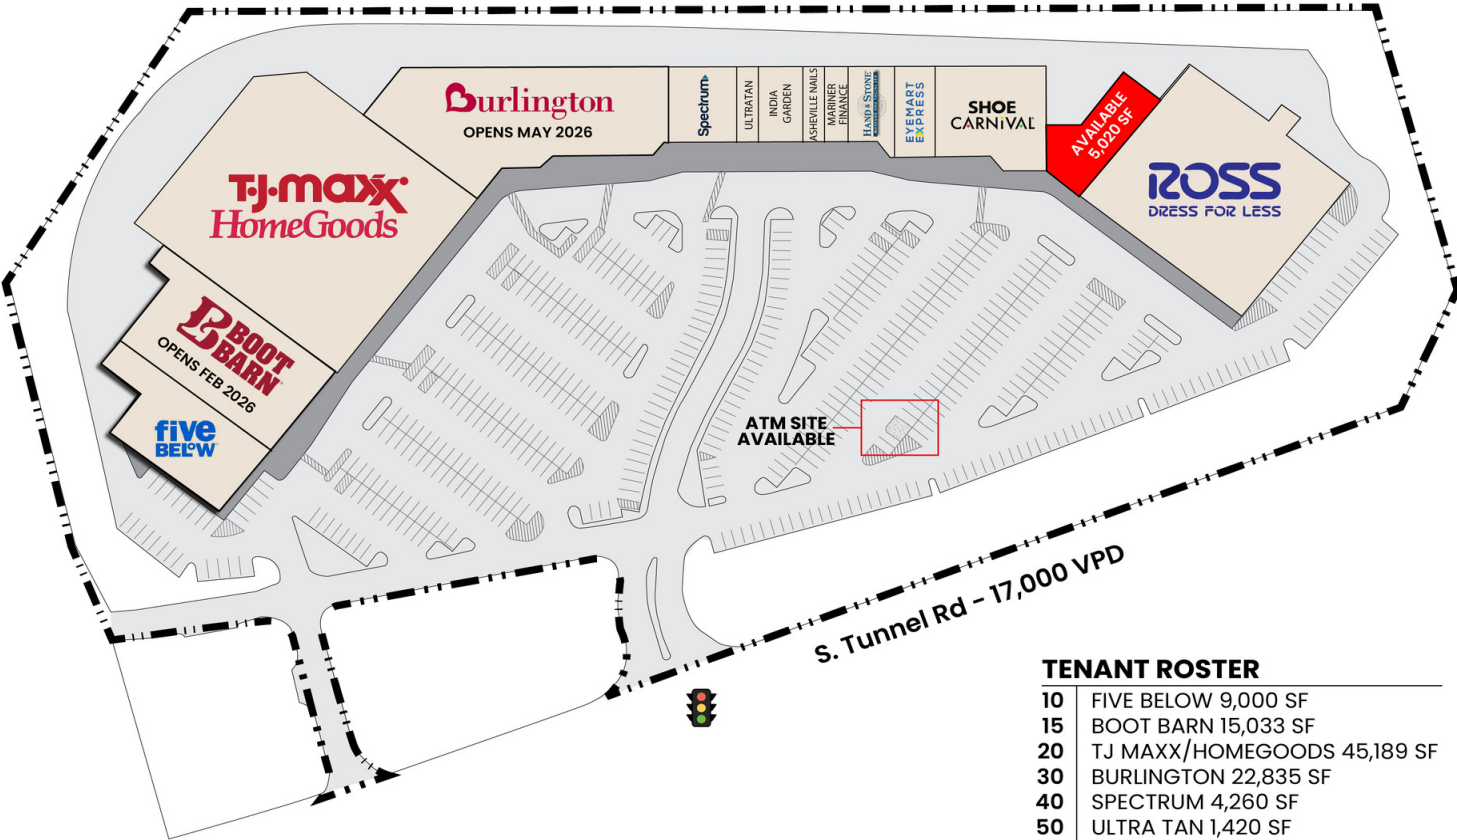 Burlington
OPENS MAY 2026
Spectrum
ULTRATAN
INDIA
GARDEN
ASHEVILLE NAILS
MARINER
FINANCE
HAND & STONE
EYEMART
EXPRESS
SHOE
CARNIVAL
AVAILABLE
5,020 SF
ROSS
DRESS FOR LESS
T·J·maxx
HomeGoods
BOOT
BARN
OPENS FEB 2026
five
BELOW
ATM SITE
AVAILABLE
S. Tunnel Rd - 17,000 VPD
TENANT ROSTER
10 FIVE BELOW 9,000 SF
15 BOOT BARN 15,033 SF
20 TJ MAXX/HOMEGOODS 45,189 SF
30 BURLINGTON 22,835 SF
40 SPECTRUM 4,260 SF
50 ULTRA TAN 1,420 SF